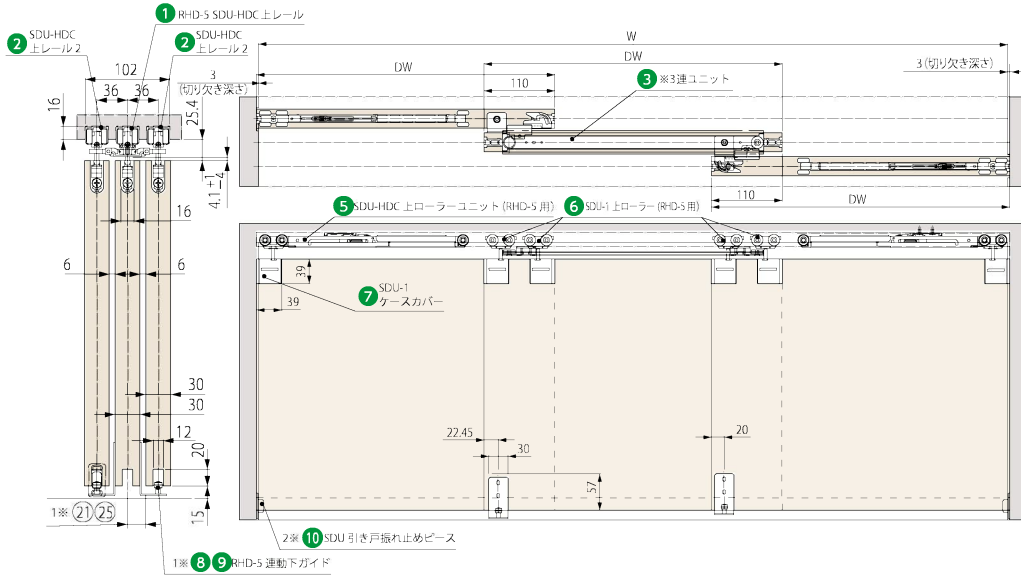 1 RHD-5 SDU-HDC 上レール
2 SDU-HDC
上レール 2
2 SDU-HDC
上レール 2
102
36
36
16
25.4
3
(切り欠き深さ)
4.1 +1 -4
16
6
6
30
30
12
20
15
1※ 21 25
W
DW
DW
110
3 ※3連ユニット
3 (切り欠き深さ)
110
DW
5 SDU-HDC 上ローラーユニット (RHD-5 用)
6 SDU-1 上ローラー (RHD-5 用)
39
39
7 SDU-1
ケースカバー
22.45
30
57
20
2※ 10 SDU 引き戸振れ止めピース
1※ 8 9 RHD-5 連動下ガイド